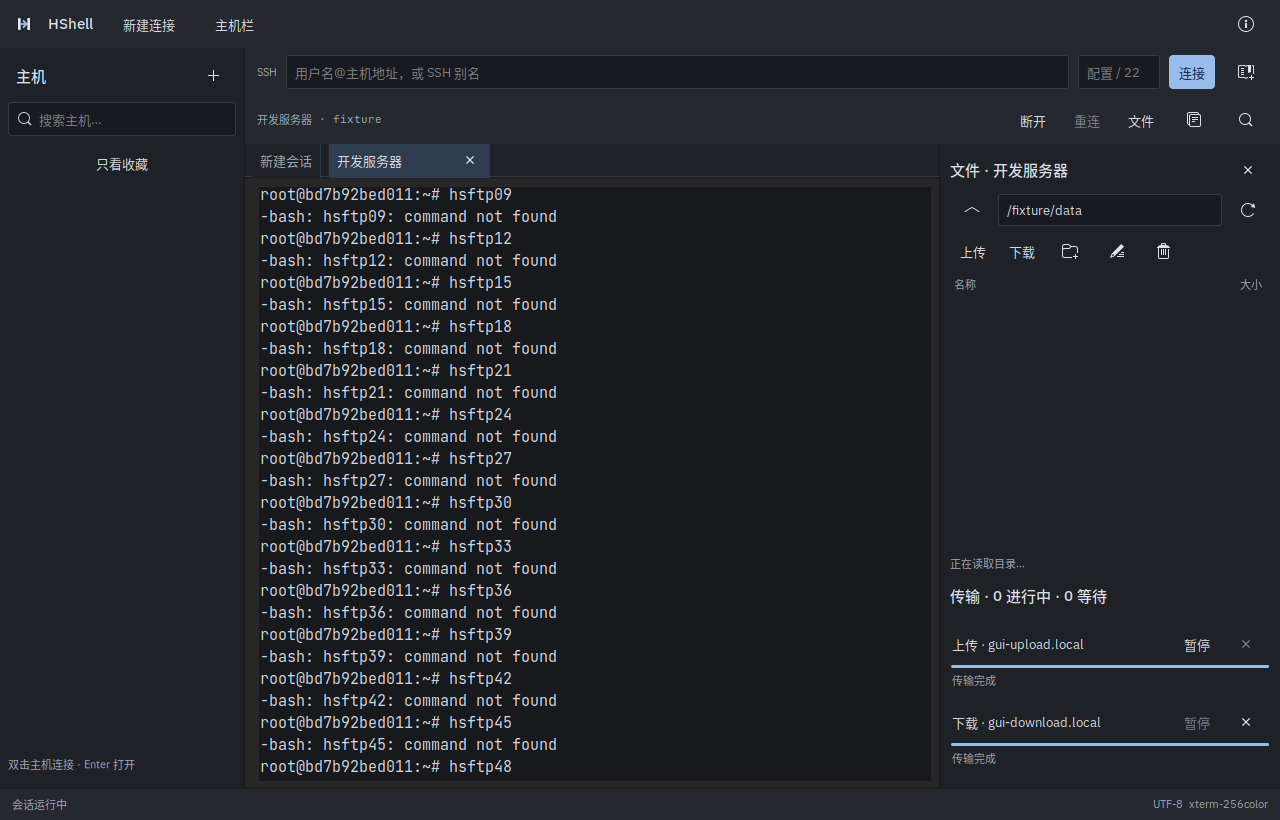 HShell 新建连接 主机栏
主机
搜索主机...
只看收藏
双击主机连接 · Enter 打开
SSH 用户名@主机地址，或 SSH 别名 配置 / 22 连接
开发服务器 · fixture 断开 重连 文件
新建会话 开发服务器 ×
root@bd7b92bed011:~# hsftp09
-bash: hsftp09: command not found
root@bd7b92bed011:~# hsftp12
-bash: hsftp12: command not found
root@bd7b92bed011:~# hsftp15
-bash: hsftp15: command not found
root@bd7b92bed011:~# hsftp18
-bash: hsftp18: command not found
root@bd7b92bed011:~# hsftp21
-bash: hsftp21: command not found
root@bd7b92bed011:~# hsftp24
-bash: hsftp24: command not found
root@bd7b92bed011:~# hsftp27
-bash: hsftp27: command not found
root@bd7b92bed011:~# hsftp30
-bash: hsftp30: command not found
root@bd7b92bed011:~# hsftp33
-bash: hsftp33: command not found
root@bd7b92bed011:~# hsftp36
-bash: hsftp36: command not found
root@bd7b92bed011:~# hsftp39
-bash: hsftp39: command not found
root@bd7b92bed011:~# hsftp42
-bash: hsftp42: command not found
root@bd7b92bed011:~# hsftp45
-bash: hsftp45: command not found
root@bd7b92bed011:~# hsftp48
文件 · 开发服务器 ×
/fixture/data
上传 下载
名称 大小
正在读取目录...
传输 · 0 进行中 · 0 等待
上传 · gui-upload.local 暂停 ×
传输完成
下载 · gui-download.local 暂停 ×
传输完成
会话运行中 UTF-8 xterm-256color